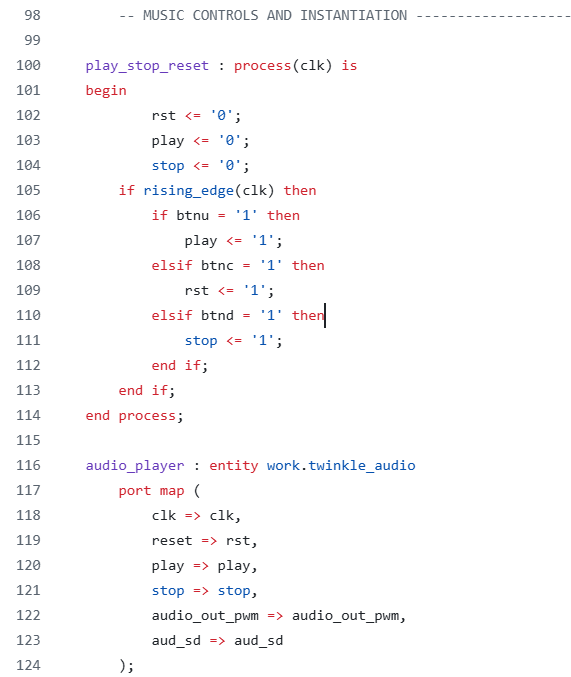 98 -- MUSIC CONTROLS AND INSTANTIATION -------------------
99
100 play_stop_reset : process(clk) is
101 begin
102 rst <= '0';
103 play <= '0';
104 stop <= '0';
105 if rising_edge(clk) then
106 if btnu = '1' then
107 play <= '1';
108 elsif btnc = '1' then
109 rst <= '1';
110 elsif btnd = '1' then
111 stop <= '1';
112 end if;
113 end if;
114 end process;
115
116 audio_player : entity work.twinkle_audio
117 port map (
118 clk => clk,
119 reset => rst,
120 play => play,
121 stop => stop,
122 audio_out_pwm => audio_out_pwm,
123 aud_sd => aud_sd
124 );